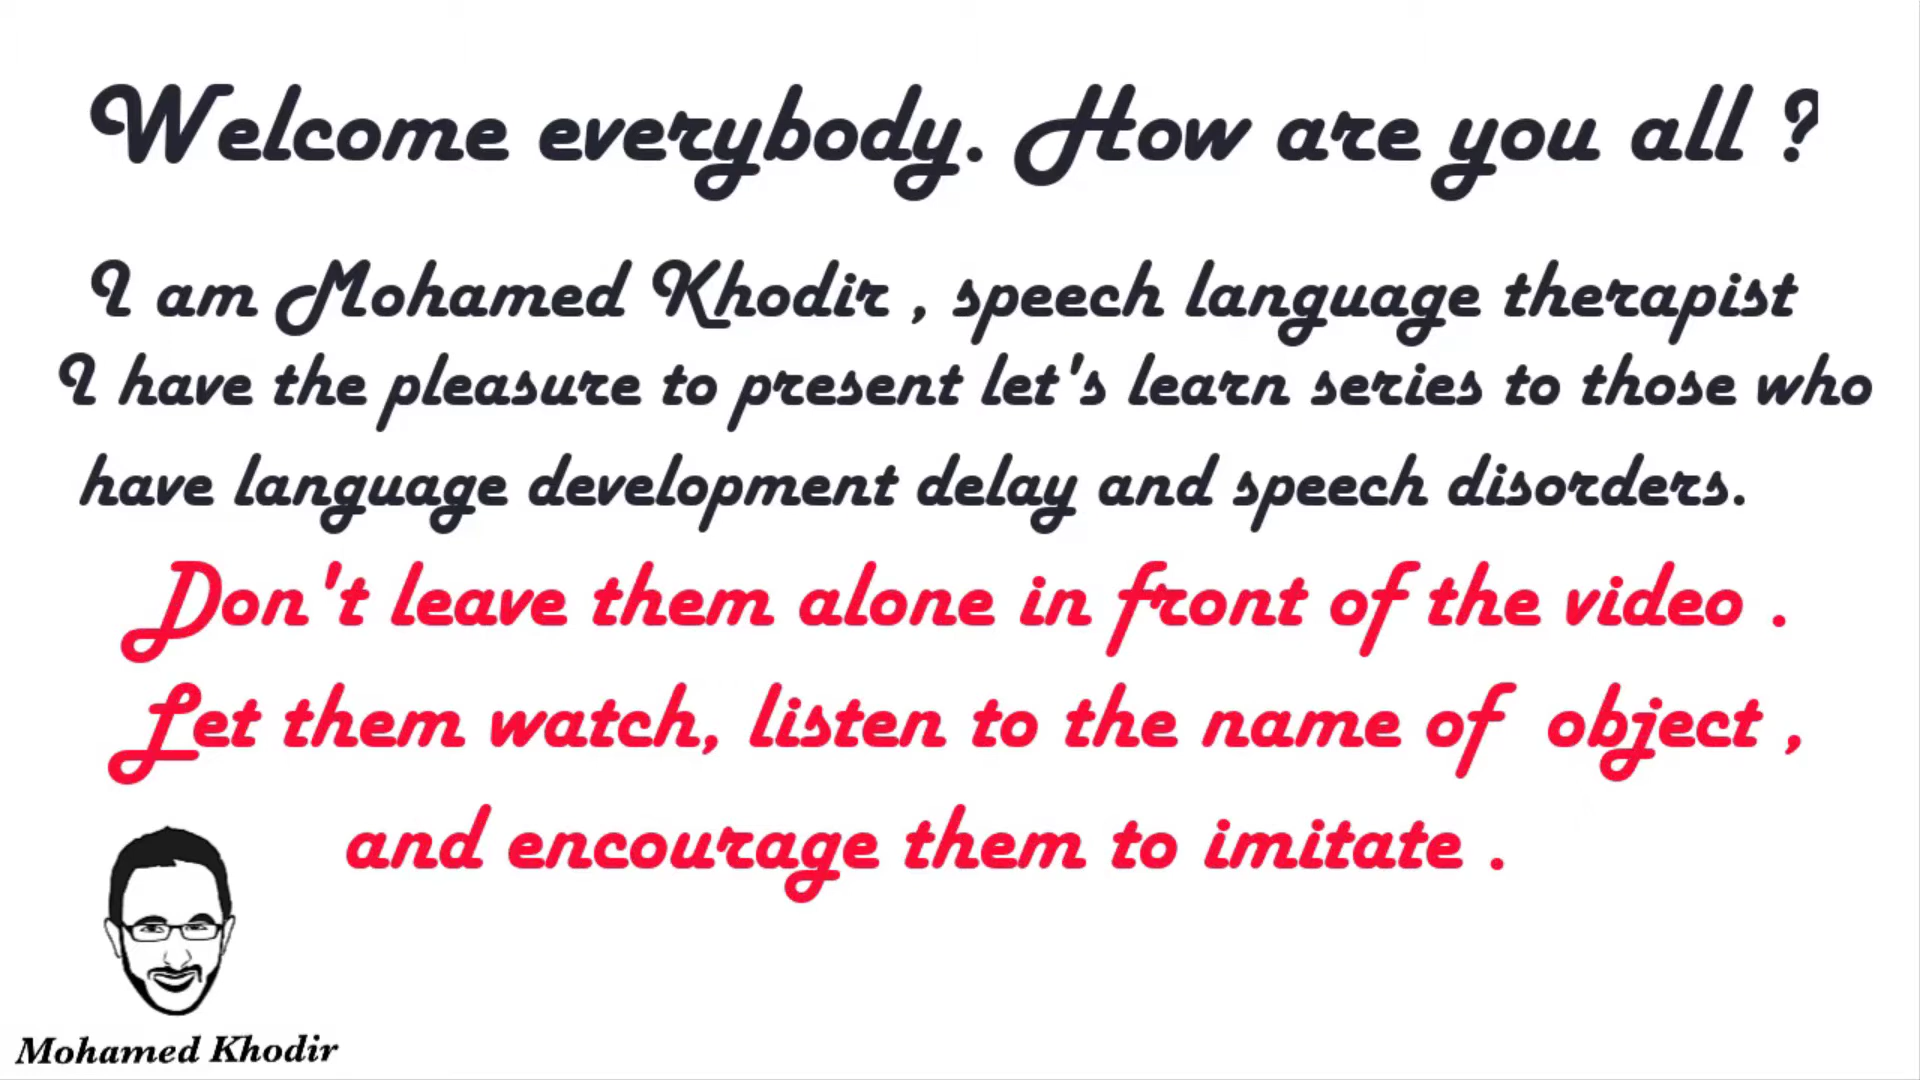 Welcome everybody. How are you all ?
I am Mohamed Khodir , speech language therapist
I have the pleasure to present let's learn series to those who
have language development delay and speech disorders.
Don't leave them alone in front of the video .
Let them watch, listen to the name of object ,
and encourage them to imitate .
Mohamed Khodir